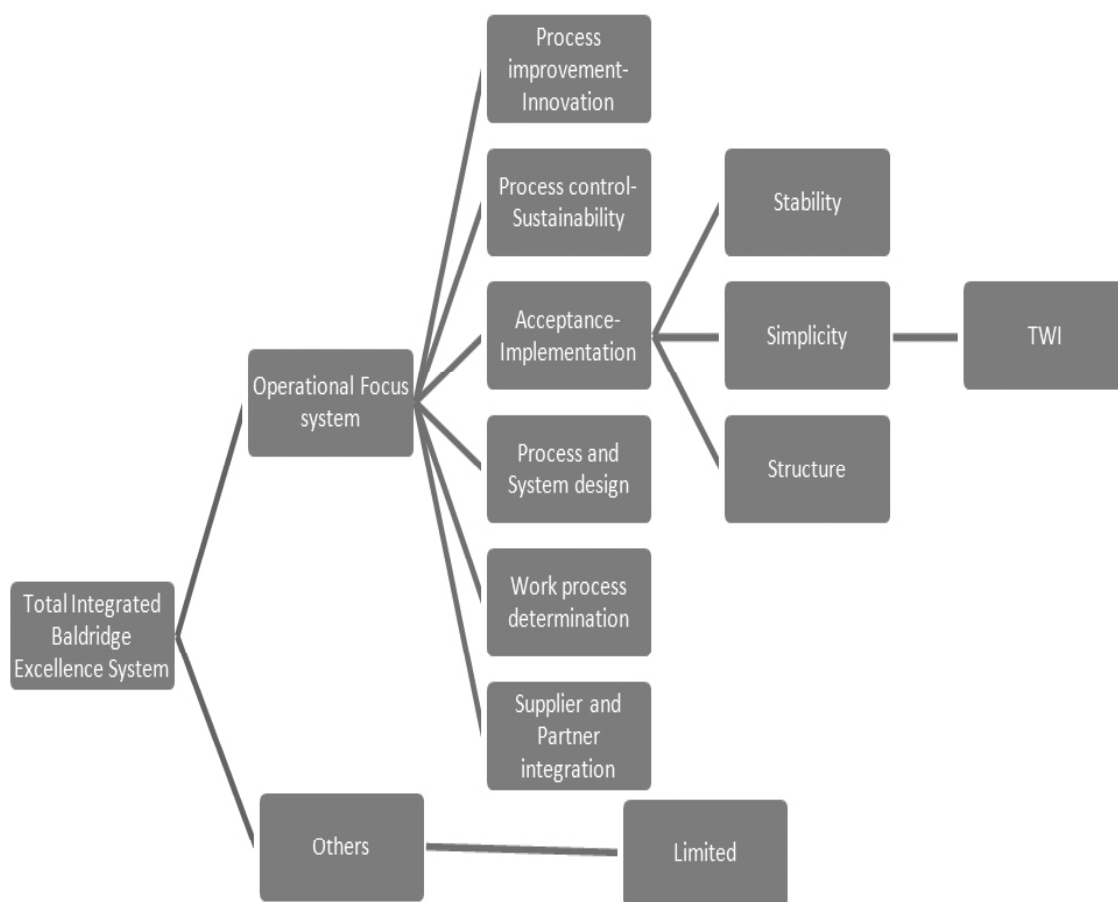 Process
improvement-
Innovation
Process control-
Sustainability
Stability
Acceptance-
Implementation
Simplicity
TWI
Operational Focus
system
Process and
System design
Structure
Work process
determination
Total Integrated
Baldridge
Excellence System
Supplier and
Partner
integration
Others
Limited